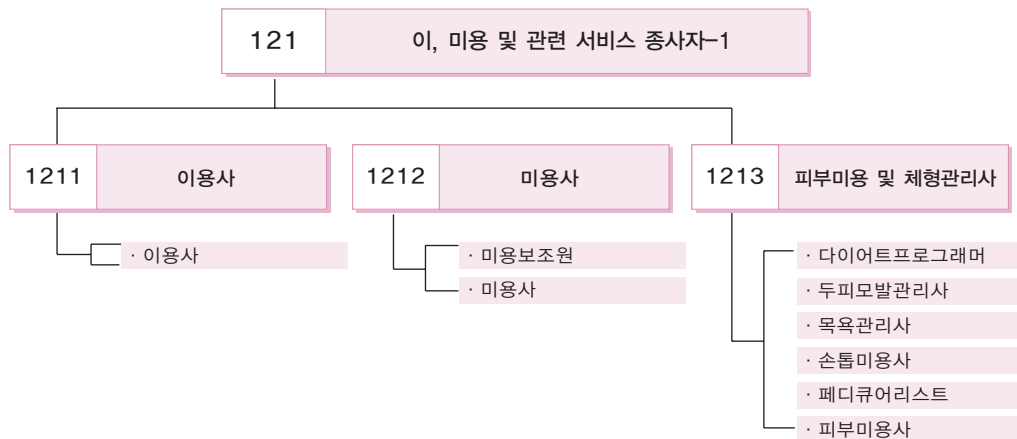 121 이, 미용 및 관련 서비스 종사자-1
1211 이용사
· 이용사
1212 미용사
· 미용보조원
· 미용사
1213 피부미용 및 체형관리사
· 다이어트프로그래머
· 두피모발관리사
· 목욕관리사
· 손톱미용사
· 페디큐어리스트
· 피부미용사